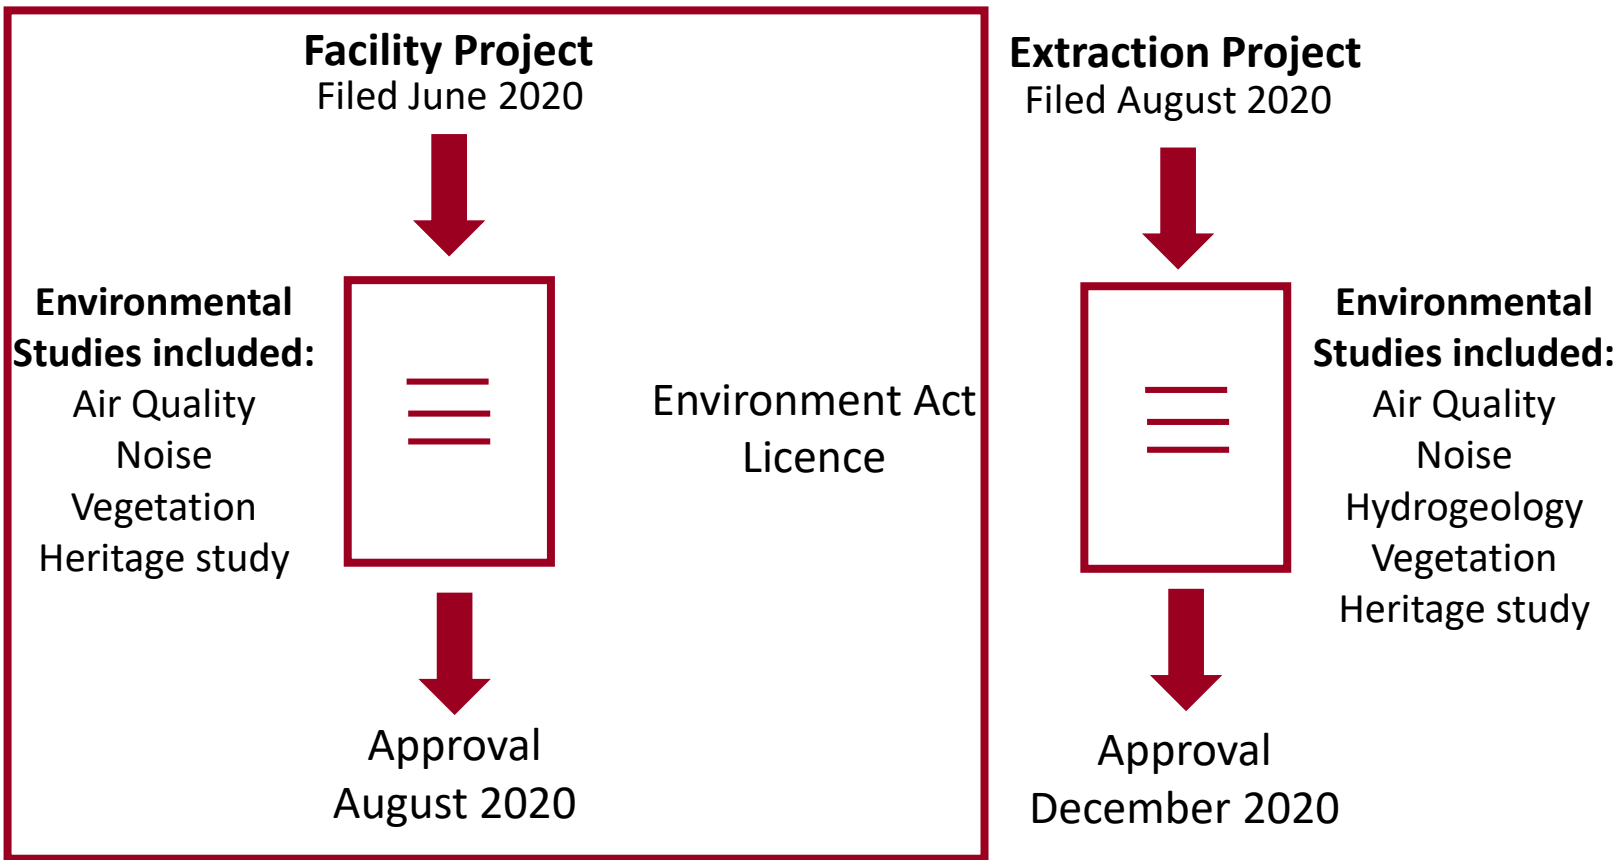 Facility Project
Filed June 2020
Environmental
Studies included:
Air Quality
Noise
Vegetation
Heritage study
Environment Act
Licence
Approval
August 2020
Extraction Project
Filed August 2020
Environmental
Studies included:
Air Quality
Noise
Hydrogeology
Vegetation
Heritage study
Approval
December 2020